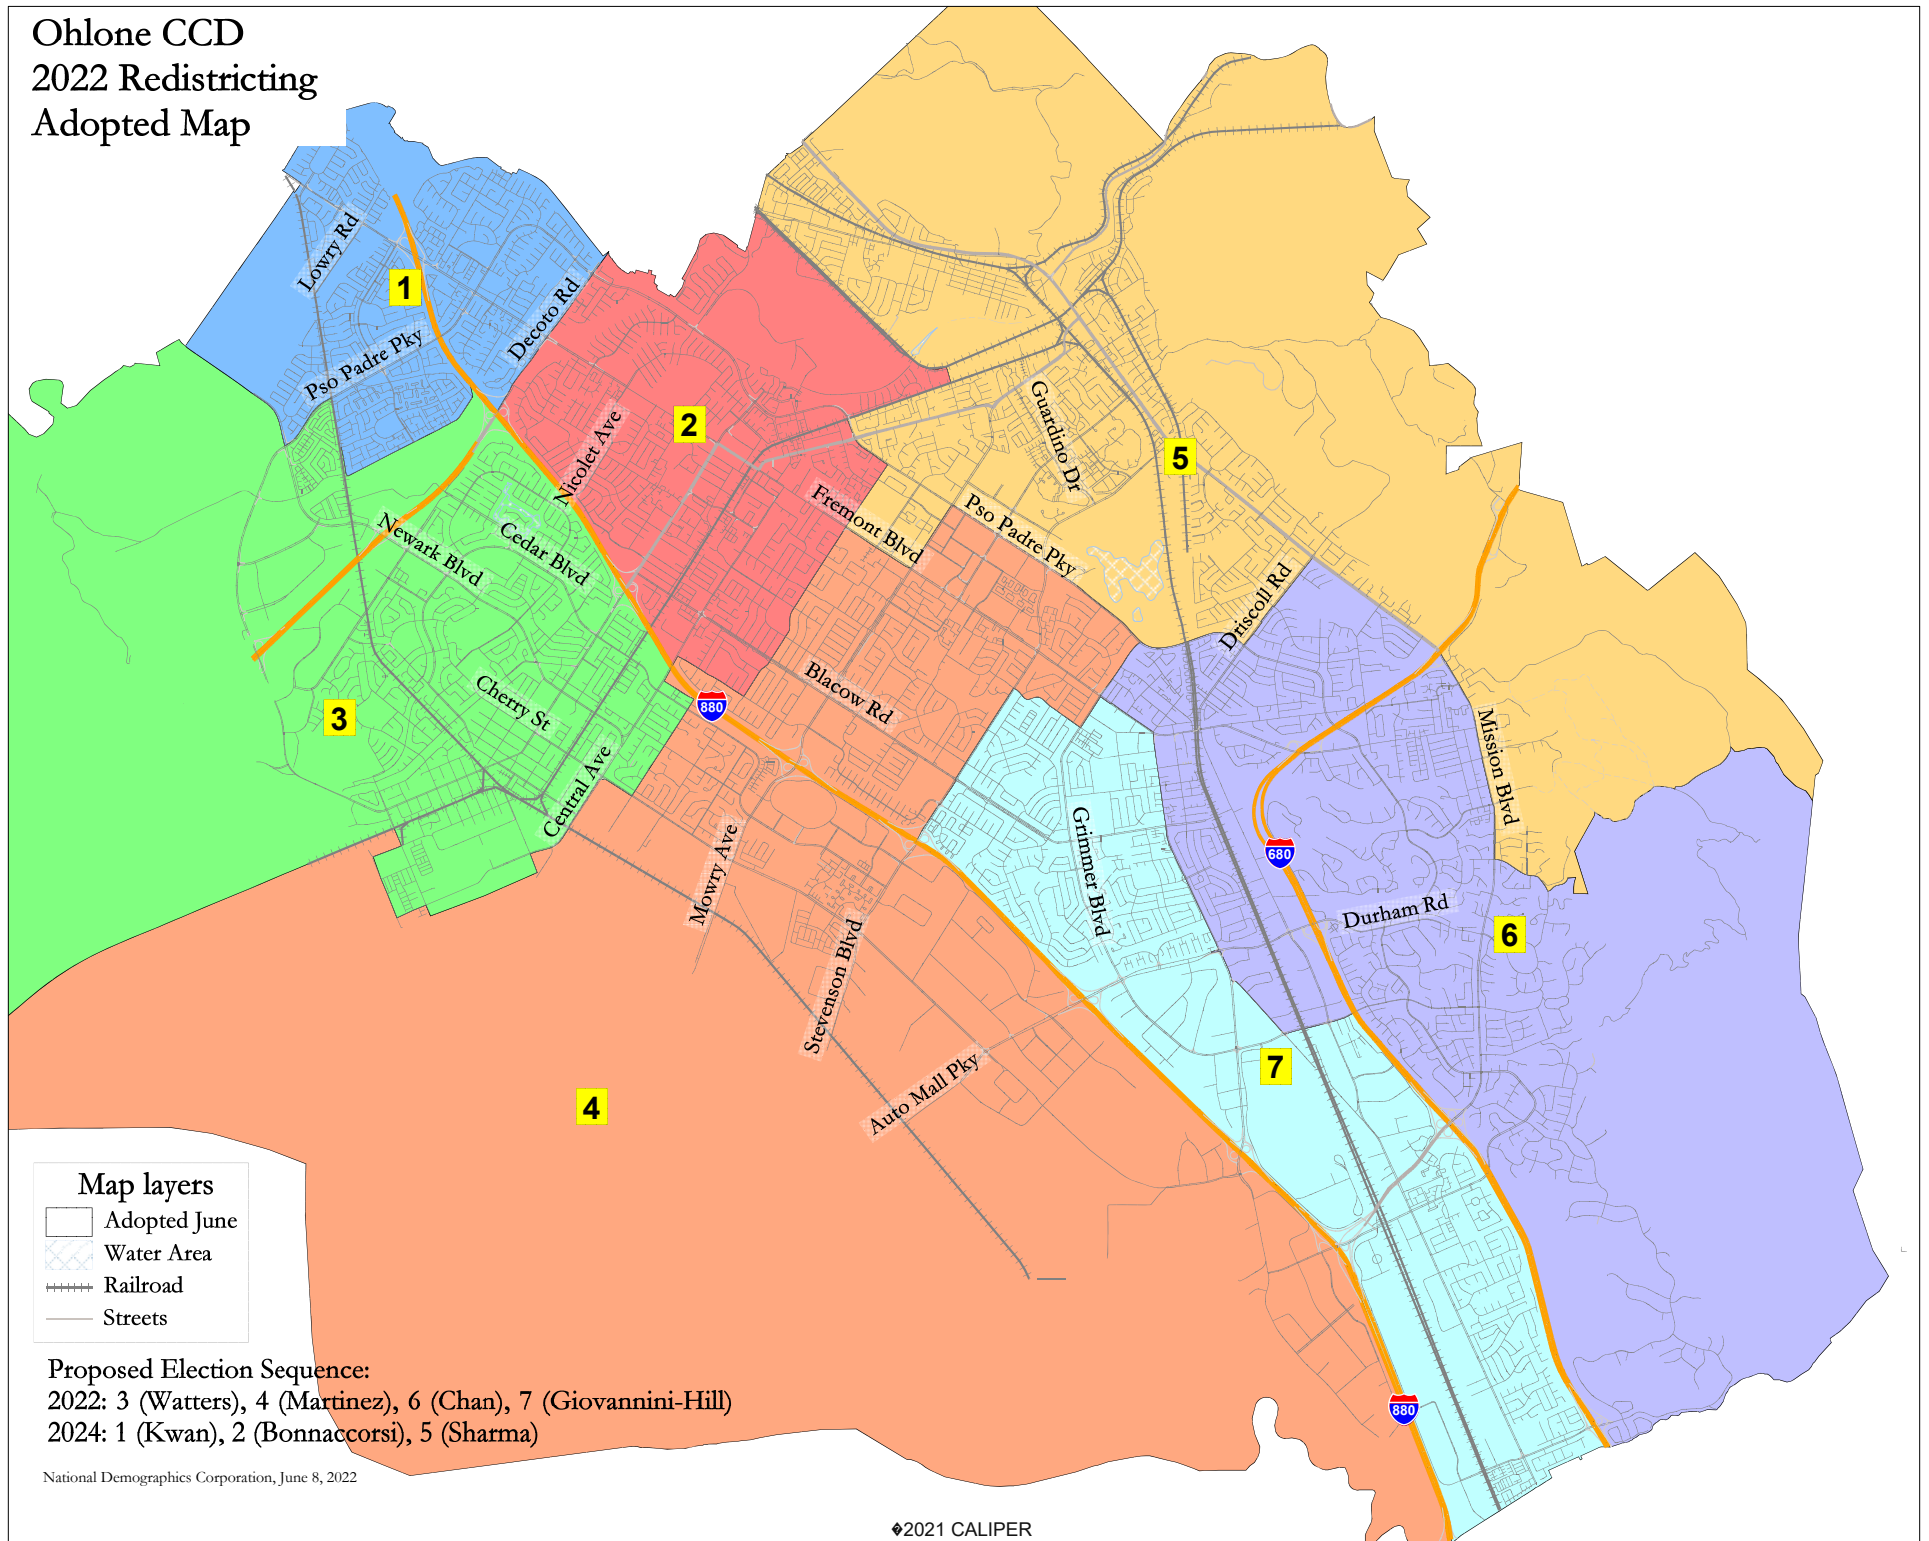 Ohlone CCD
2022 Redistricting
Adopted Map
Lowry Rd
1
Pso Padre Pky
Decoto Rd
2
Nicolet Ave
Guardino Dr
5
Fremont Blvd
Pso Padre Pky
Newark Blvd
Cedar Blvd
Driscoll Rd
3
Cherry St
880
Blacow Rd
Mission Blvd
Central Ave
Mowry Ave
Grimmer Blvd
680
Durham Rd
6
Stevenson Blvd
7
Auto Mall Pky
4
Map layers
Adopted June
Water Area
Railroad
Streets
Proposed Election Sequence:
2022: 3 (Watters), 4 (Martinez), 6 (Chan), 7 (Giovannini-Hill)
2024: 1 (Kwan), 2 (Bonnaccorsi), 5 (Sharma)
880
National Demographics Corporation, June 8, 2022
�2021 CALIPER